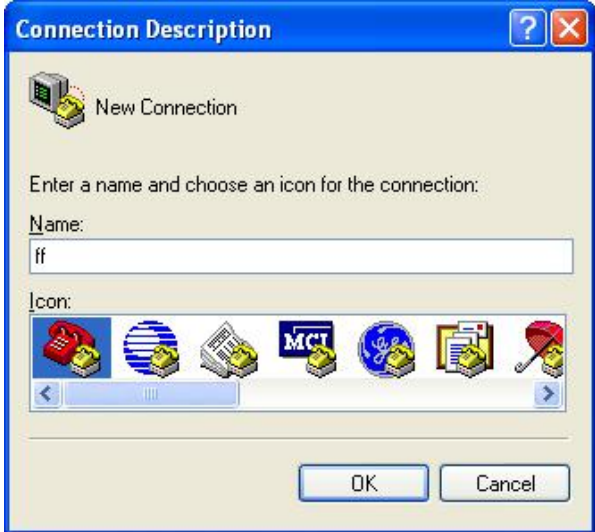 Connection Description
New Connection
Enter a name and choose an icon for the connection:
Name:
ff
Icon:
MCI
OK Cancel